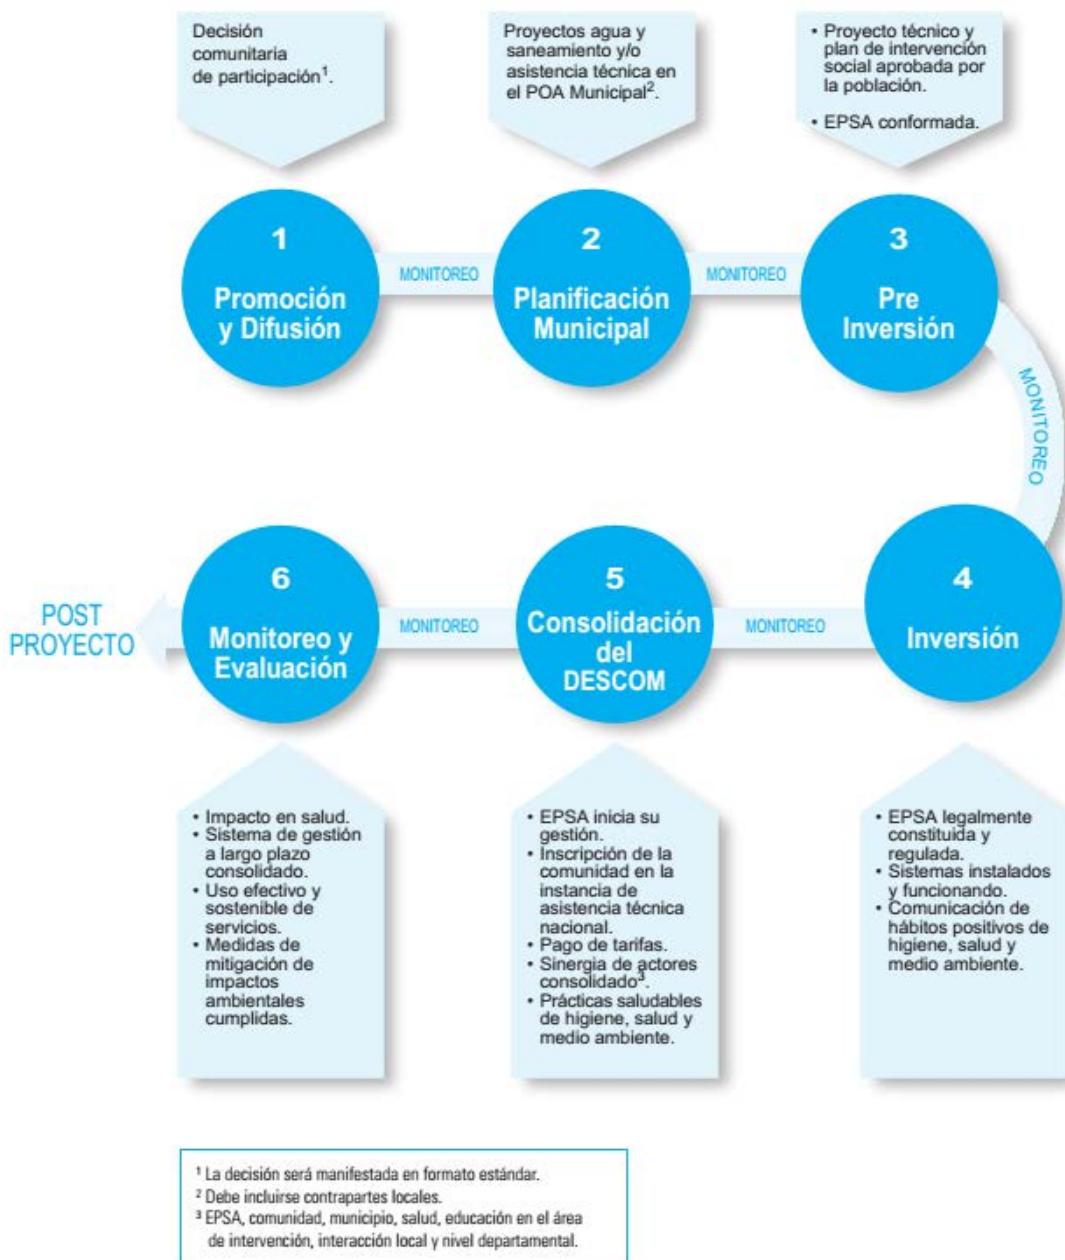 Decisión
comunitaria
de participación¹.
Proyectos agua y
saneamiento y/o
asistencia técnica en
el POA Municipal².
• Proyecto técnico y
plan de intervención
social aprobada por
la población.
• EPSA conformada.
1
Promoción
y Difusión
MONITOREO
2
Planificación
Municipal
MONITOREO
3
Pre
Inversión
MONITOREO
4
Inversión
MONITOREO
5
Consolidación
del
DESCOM
MONITOREO
6
Monitoreo y
Evaluación
POST
PROYECTO
• Impacto en salud.
• Sistema de gestión
a largo plazo
consolidado.
• Uso efectivo y
sostenible de
servicios.
• Medidas de
mitigación de
impactos
ambientales
cumplidas.
• EPSA inicia su
gestión.
• Inscripción de la
comunidad en la
instancia de
asistencia técnica
nacional.
• Pago de tarifas.
• Sinergia de actores
consolidado³.
• Prácticas saludables
de higiene, salud y
medio ambiente.
• EPSA legalmente
constituida y
regulada.
• Sistemas instalados
y funcionando.
• Comunicación de
hábitos positivos de
higiene, salud y
medio ambiente.
¹ La decisión será manifestada en formato estándar.
² Debe incluirse contrapartes locales.
³ EPSA, comunidad, municipio, salud, educación en el área
de intervención, interacción local y nivel departamental.